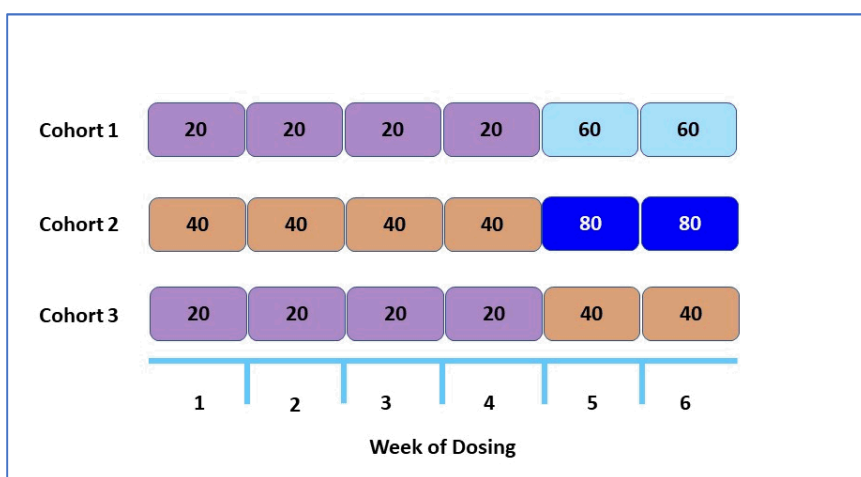 Cohort 1 20 20 20 20 60 60
Cohort 2 40 40 40 40 80 80
Cohort 3 20 20 20 20 40 40
1 2 3 4 5 6
Week of Dosing